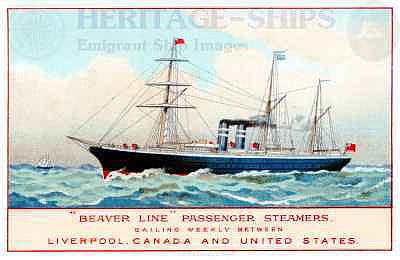 HERITAGE-SHIPS
Emigrant Ship Images
"BEAVER LINE" PASSENGER STEAMERS.
SAILING WEEKLY BETWEEN
LIVERPOOL, CANADA AND UNITED STATES.